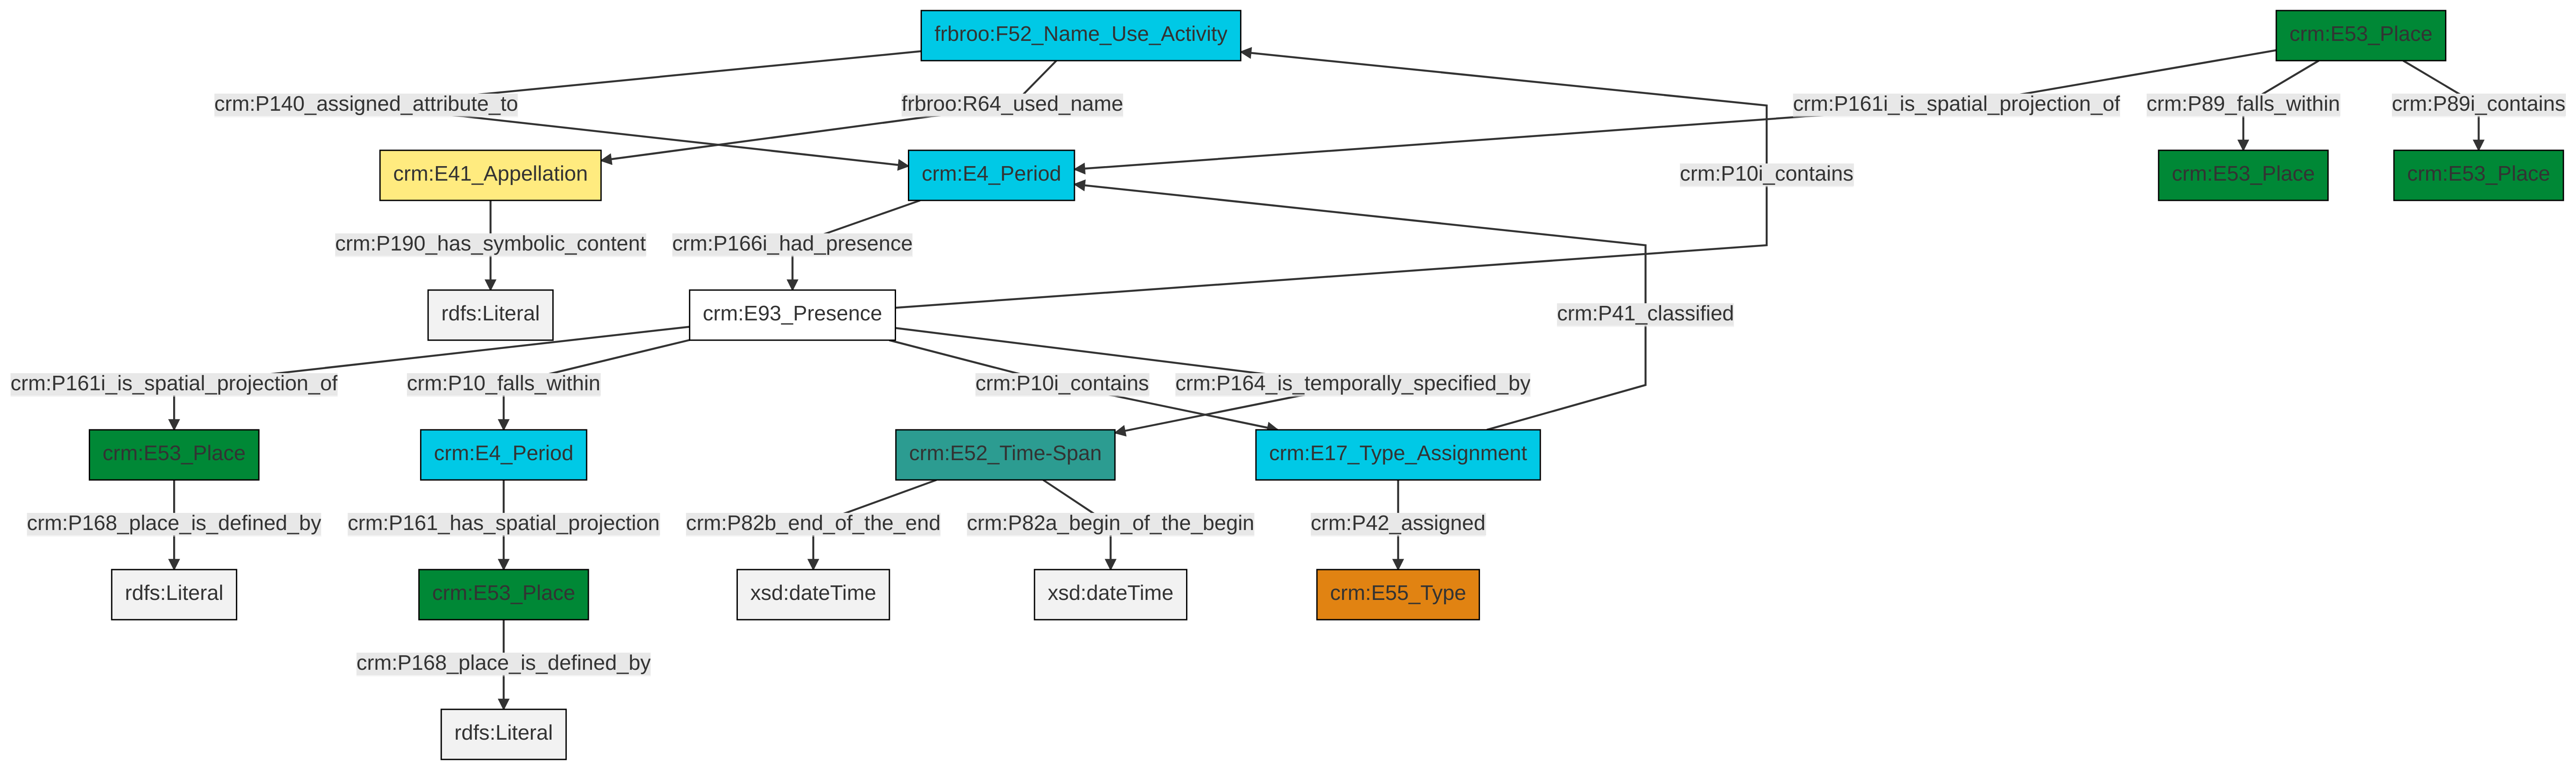 frbroo:F52_Name_Use_Activity
crm:E53_Place
crm:P140_assigned_attribute_to
frbroo:R64_used_name
crm:P161i_is_spatial_projection_of
crm:P89_falls_within
crm:P89i_contains
crm:E41_Appellation
crm:E4_Period
crm:P10i_contains
crm:E53_Place
crm:E53_Place
crm:P190_has_symbolic_content
crm:P166i_had_presence
rdfs:Literal
crm:E93_Presence
crm:P41_classified
crm:P161i_is_spatial_projection_of
crm:P10_falls_within
crm:P10i_contains
crm:P164_is_temporally_specified_by
crm:E53_Place
crm:E4_Period
crm:E52_Time-Span
crm:E17_Type_Assignment
crm:P168_place_is_defined_by
crm:P161_has_spatial_projection
crm:P82b_end_of_the_end
crm:P82a_begin_of_the_begin
crm:P42_assigned
rdfs:Literal
crm:E53_Place
xsd:dateTime
xsd:dateTime
crm:E55_Type
crm:P168_place_is_defined_by
rdfs:Literal